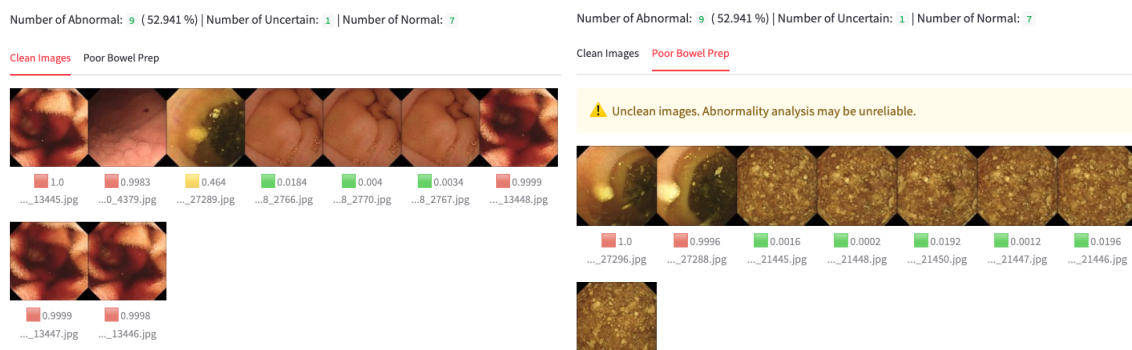 Number of Abnormal: 9 ( 52.941 %) | Number of Uncertain: 1 | Number of Normal: 7
Clean Images Poor Bowel Prep
1.0 0.9983 0.464 0.0184 0.004 0.0034 0.9999
..._13445.jpg ...0_4379.jpg ..._27289.jpg ...8_2766.jpg ...8_2770.jpg ...8_2767.jpg ..._13448.jpg
0.9999 0.9998
..._13447.jpg ..._13446.jpg
Number of Abnormal: 9 ( 52.941 %) | Number of Uncertain: 1 | Number of Normal: 7
Clean Images Poor Bowel Prep
Unclean images. Abnormality analysis may be unreliable.
1.0 0.9996 0.0016 0.0002 0.0192 0.0012 0.0196
..._27296.jpg ..._27288.jpg ..._21445.jpg ..._21448.jpg ..._21450.jpg ..._21447.jpg ..._21446.jpg